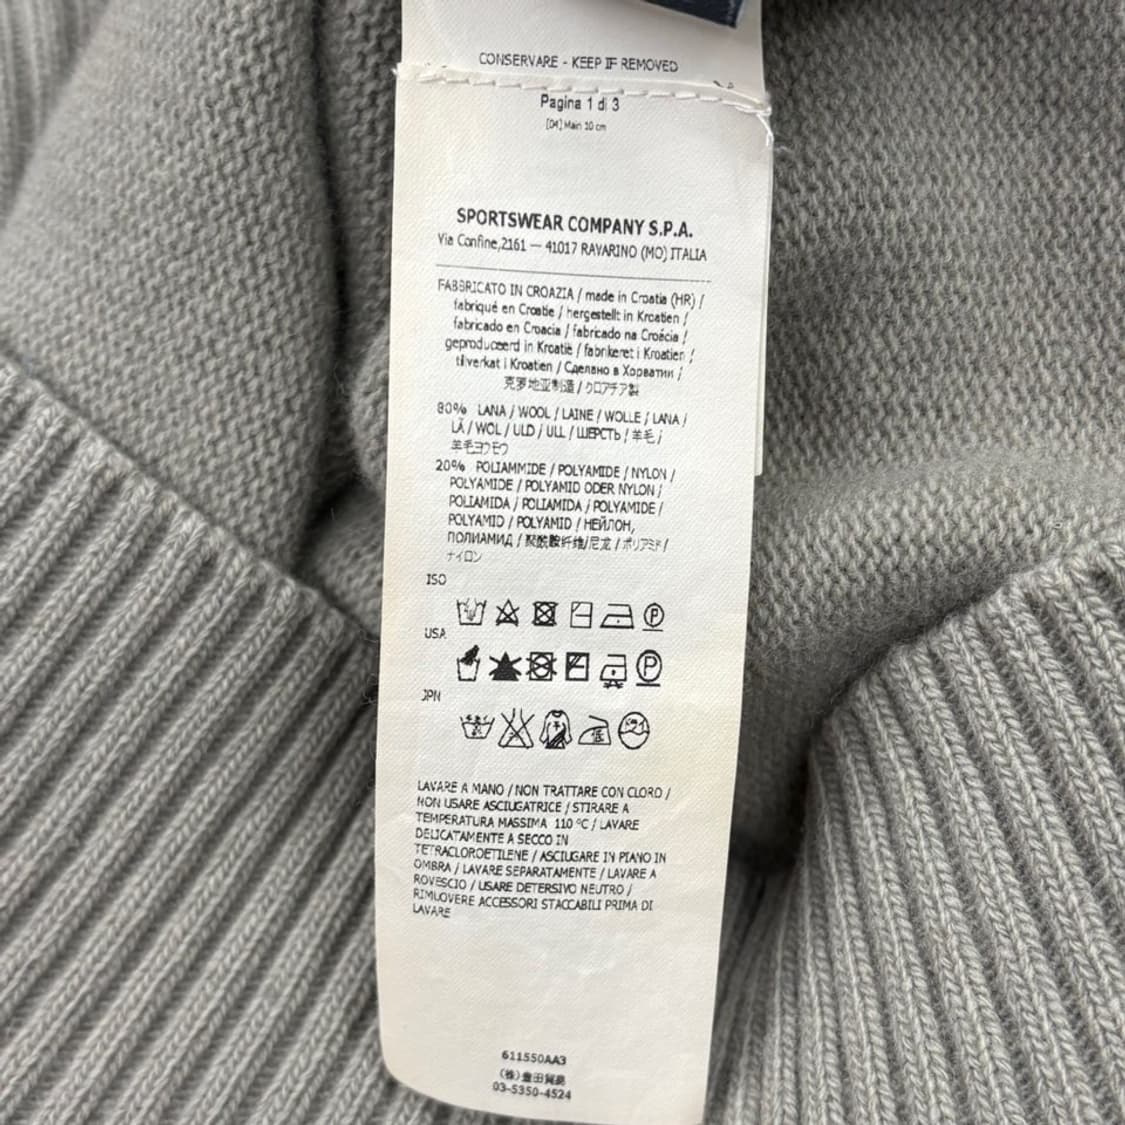 CONSERVARE - KEEP IF REMOVED
Pagina 1 di 3
[04] Main 10 cm
SPORTSWEAR COMPANY S.P.A.
Via Confine,2161 — 41017 RAVARINO (MO) ITALIA
FABBRICATO IN CROAZIA / made in Croatia (HR) /
fabriqué en Croatie / hergestellt in Kroatien /
fabricado en Croacia / fabricado na Croécia /
geproduceerd in Kroatië / fabrikeret i Kroatien /
tilverkat i Kroatien / Сделано в Хорватии /
克罗地亚制造 / クロアチア製
80% LANA / WOOL / LAINE / WOLLE / LANA /
LÃ / WOL / ULD / ULL / ШЕРСТЬ / 羊毛 /
羊毛ヨウモウ
20% POLIAMMIDE / POLYAMIDE / NYLON /
POLYAMIDE / POLYAMID ODER NYLON /
POLIAMIDA / POLIAMIDA / POLYAMIDE /
POLYAMID / POLYAMID / НЕЙЛОН,
ПОЛИАМИД / 聚酰胺纤维/尼龙 / ポリアミド /
ナイロン
ISO
P
USA
P
JPN
LAVARE A MANO / NON TRATTARE CON CLORO /
NON USARE ASCIUGATRICE / STIRARE A
TEMPERATURA MASSIMA 110 °C / LAVARE
DELICATAMENTE A SECCO IN
TETRACLOROETILENE / ASCIUGARE IN PIANO IN
OMBRA / LAVARE SEPARATAMENTE / LAVARE A
ROVESCIO / USARE DETERSIVO NEUTRO /
RIMUOVERE ACCESSORI STACCABILI PRIMA DI
LAVARE
611550AA3
(株)豊田貿易
03-5350-4524